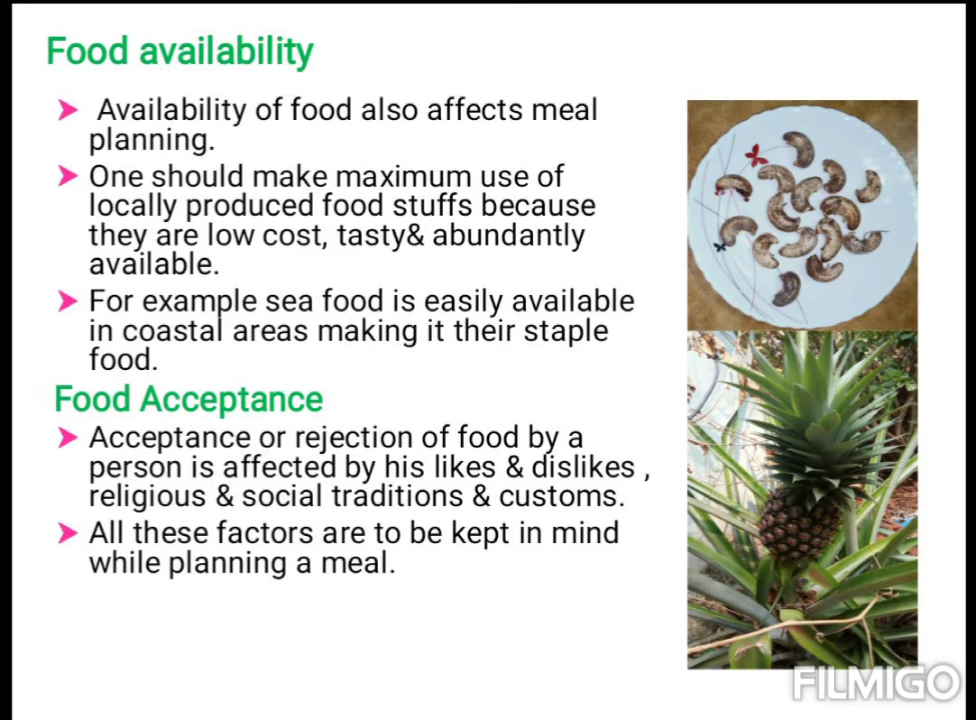 Food availability
➤ Availability of food also affects meal
planning.
➤ One should make maximum use of
locally produced food stuffs because
they are low cost, tasty& abundantly
available.
➤ For example sea food is easily available
in coastal areas making it their staple
food.
Food Acceptance
➤ Acceptance or rejection of food by a
person is affected by his likes & dislikes ,
religious & social traditions & customs.
➤ All these factors are to be kept in mind
while planning a meal.
FILMIGO